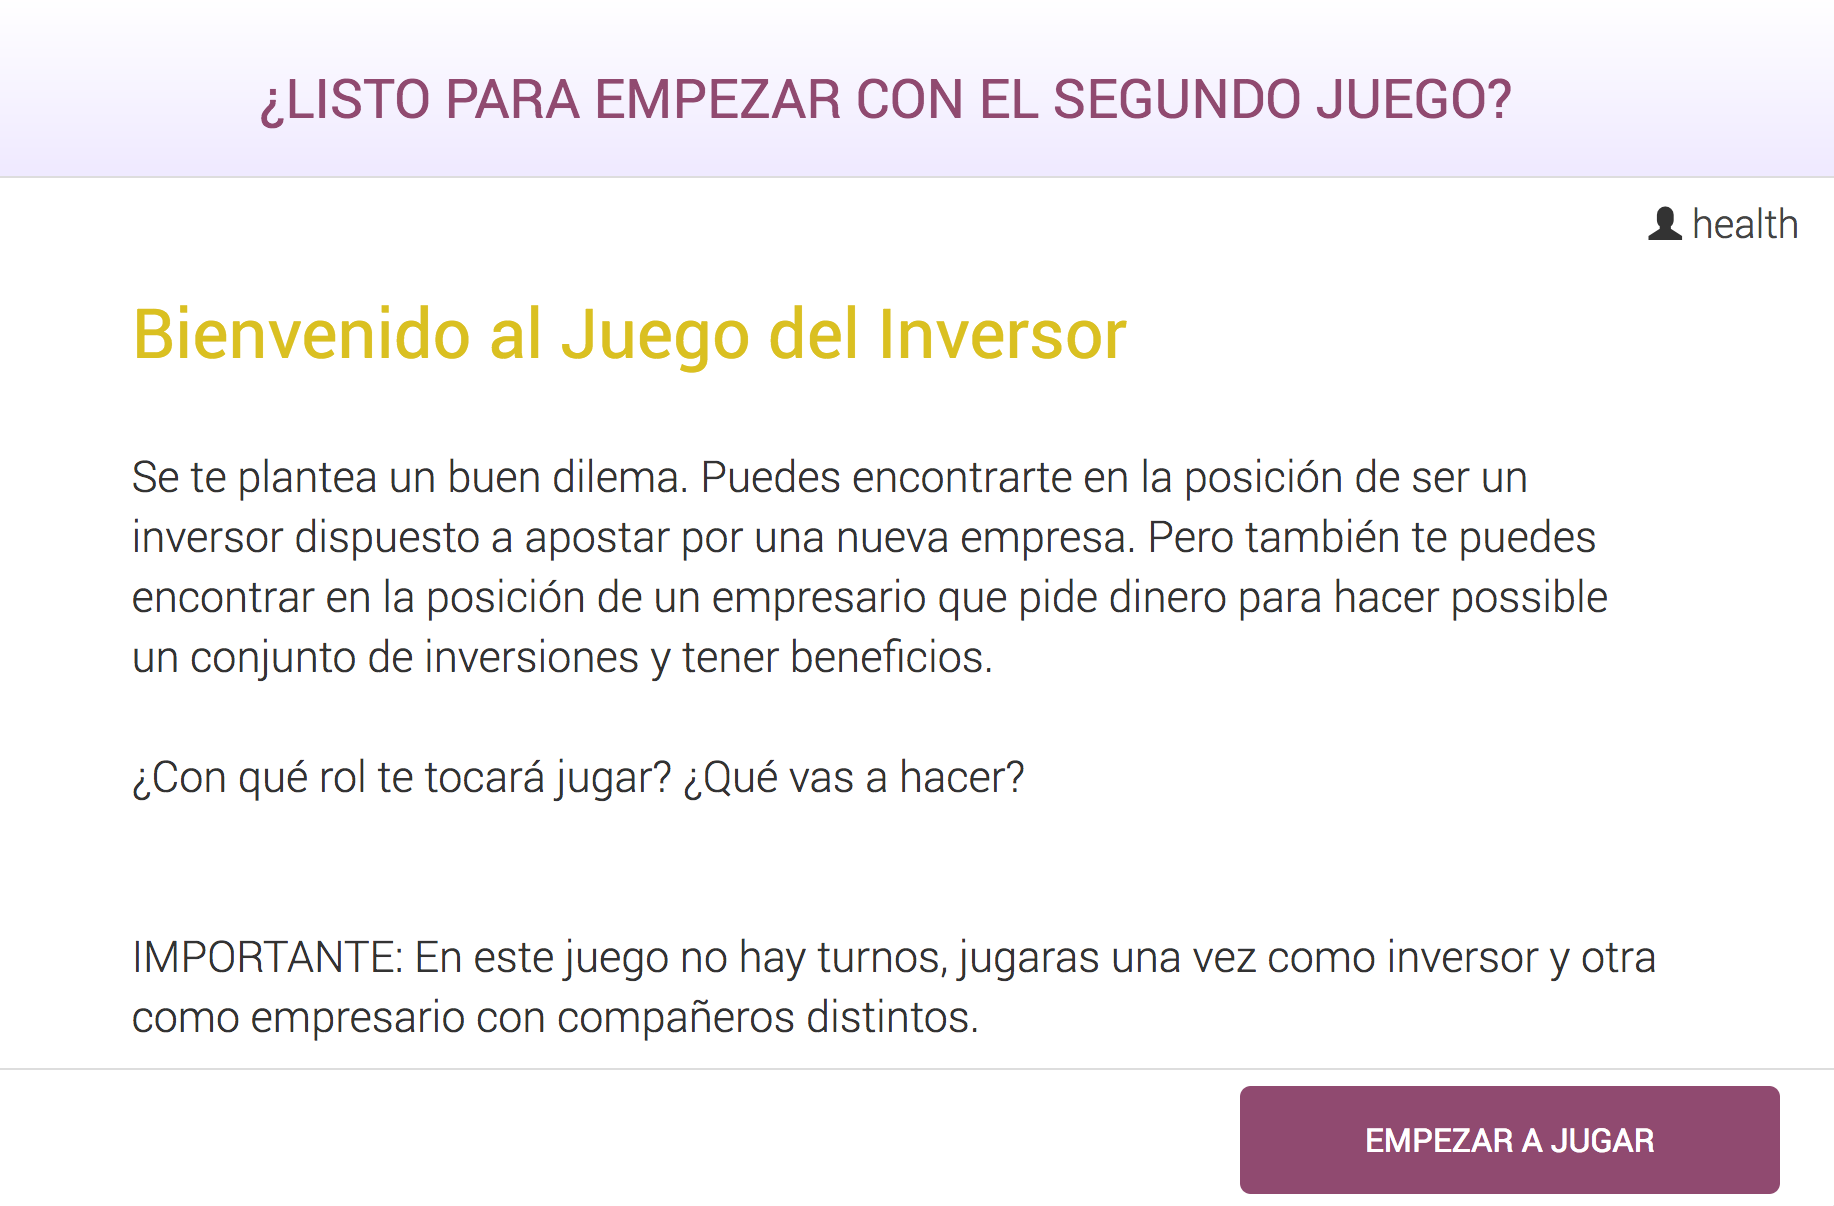 ¿LISTO PARA EMPEZAR CON EL SEGUNDO JUEGO?
health
Bienvenido al Juego del Inversor
Se te plantea un buen dilema. Puedes encontrarte en la posición de ser un
inversor dispuesto a apostar por una nueva empresa. Pero también te puedes
encontrar en la posición de un empresario que pide dinero para hacer possible
un conjunto de inversiones y tener beneficios.
¿Con qué rol te tocará jugar? ¿Qué vas a hacer?
IMPORTANTE: En este juego no hay turnos, jugaras una vez como inversor y otra
como empresario con compañeros distintos.
EMPEZAR A JUGAR